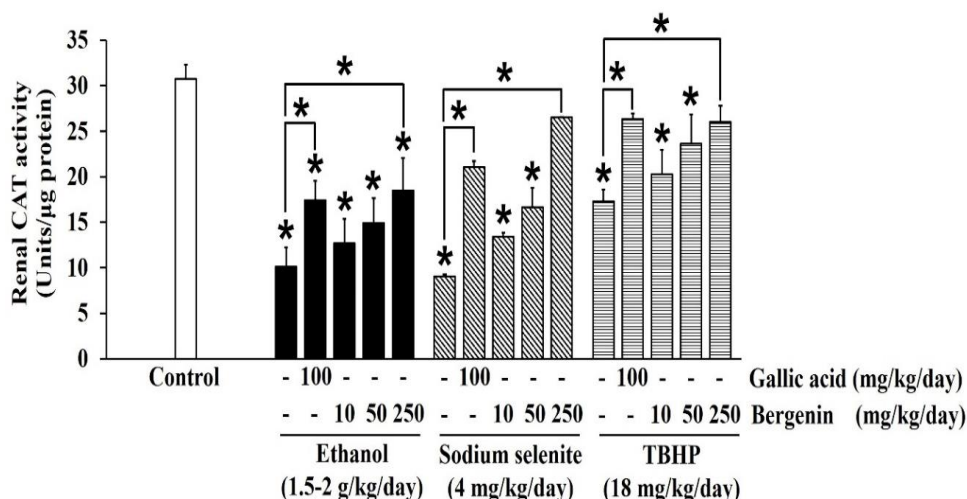 Renal CAT activity
(Units/µg protein)
35
30
25
20
15
10
5
0
* * * * * * *
* * * * *
* * * * *
Control
- 100 - - - - 100 - - - - 100 - - - Gallic acid (mg/kg/day)
- - 10 50 250 - - 10 50 250 - - 10 50 250 Bergenin (mg/kg/day)
Ethanol Sodium selenite TBHP
(1.5-2 g/kg/day) (4 mg/kg/day) (18 mg/kg/day)